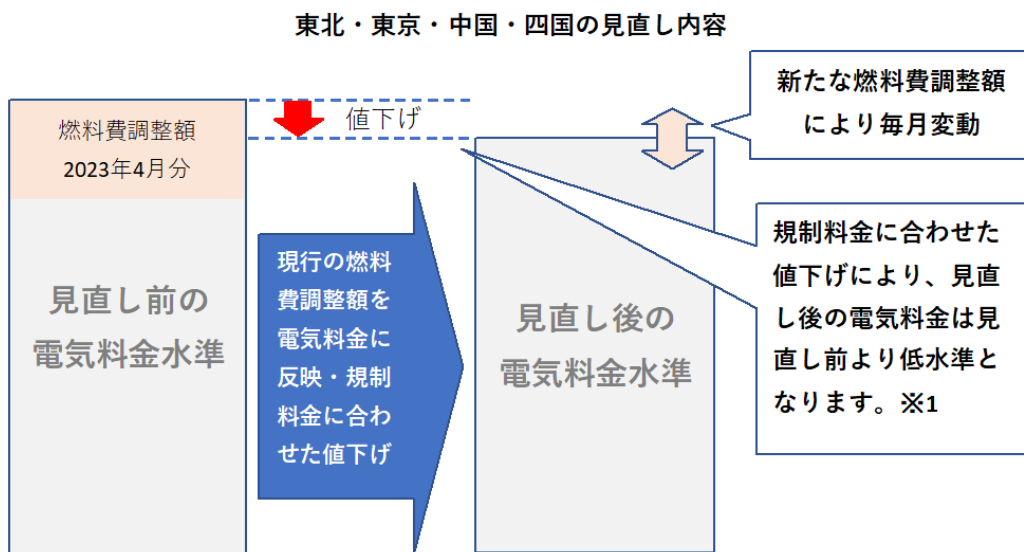 東北・東京・中国・四国の見直し内容
燃料費調整額
2023年4月分
値下げ
新たな燃料費調整額
により毎月変動
見直し前の
電気料金水準
現行の燃料
費調整額を
電気料金に
反映・規制
料金に合わ
せた値下げ
見直し後の
電気料金水準
規制料金に合わせた
値下げにより、見直
し後の電気料金は見
直し前より低水準と
なります。※1